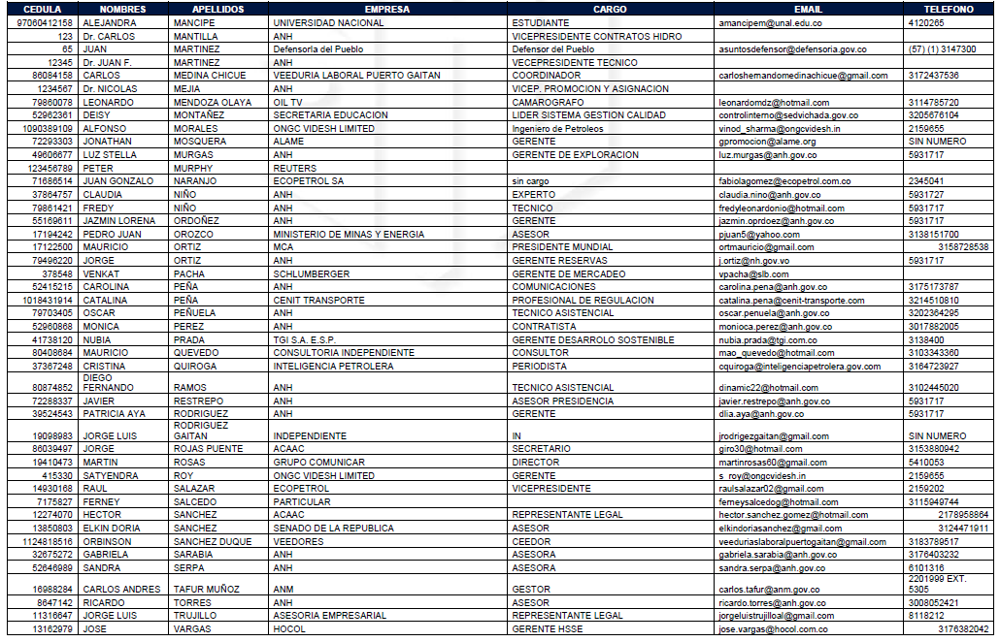 CEDULA NOMBRES APELLIDOS EMPRESA CARGO EMAIL TELEFONO
97060412158 ALEJANDRA MANCIPE UNIVERSIDAD NACIONAL ESTUDIANTE amancipem@unal.edu.co 4120265
123 Dr. CARLOS MANTILLA ANH VICEPRESIDENTE CONTRATOS HIDRO
65 JUAN MARTINEZ Defensorla del Pueblo Defensor del Pueblo asuntosdefensor@defensoria.gov.co (57) (1) 3147300
12345 Dr. JUAN F. MARTINEZ ANH VECEPRESIDENTE TECNICO
86084158 CARLOS MEDINA CHICUE VEEDURIA LABORAL PUERTO GAITAN COORDINADOR carloshernandomedinachicue@gmail.com 3172437536
1234567 Dr. NICOLAS MEJIA ANH VICEP. PROMOCION Y ASIGNACION
79860078 LEONARDO MENDOZA OLAYA OIL TV CAMAROGRAFO leonardomdz@hotmail.com 3114785720
52962361 DEISY MONTAÑEZ SECRETARIA EDUCACION LIDER SISTEMA GESTION CALIDAD controlinterno@sedvichada.gov.co 3205676104
1090389109 ALFONSO MORALES ONGC VIDESH LIMITED Ingeniero de Petroleos vinod_sharma@ongcvidesh.in 2159655
72293303 JONATHAN MOSQUERA ALAME GERENTE gpromocion@alame.org SIN NUMERO
49606677 LUZ STELLA MURGAS ANH GERENTE DE EXPLORACION luz.murgas@anh.gov.co 5931717
123456789 PETER MURPHY REUTERS
71686514 JUAN GONZALO NARANJO ECOPETROL SA sin cargo fabiolagomez@ecopetrol.com.co 2345041
37864757 CLAUDIA NIÑO ANH EXPERTO claudia.nino@anh.gov.co 5931727
79861421 FREDY NIÑO ANH TECNICO fredyleonardonio@hotmail.com 5931717
55169611 JAZMIN LORENA ORDOÑEZ ANH GERENTE jazmin.oprdoez@anh.gov.co 5931717
17194242 PEDRO JUAN OROZCO MINISTERIO DE MINAS Y ENERGIA ASESOR pjuan5@yahoo.com 3138151700
17122500 MAURICIO ORTIZ MCA PRESIDENTE MUNDIAL ortmauricio@gmail.com 3158728538
79496220 JORGE ORTIZ ANH GERENTE RESERVAS j.ortiz@nh.gov.vo 5931717
378548 VENKAT PACHA SCHLUMBERGER GERENTE DE MERCADEO vpacha@slb.com
52415215 CAROLINA PEÑA ANH COMUNICACIONES carolina.pena@anh.gov.co 3175173787
1018431914 CATALINA PEÑA CENIT TRANSPORTE PROFESIONAL DE REGULACION catalina.pena@cenit-transporte.com 3214510810
79703405 OSCAR PEÑUELA ANH TECNICO ASISTENCIAL oscar.penuela@anh.gov.co 3202364295
52960868 MONICA PEREZ ANH CONTRATISTA monioca.perez@anh.gov.co 3017882005
41738120 NUBIA PRADA TGI S.A. E.S.P. GERENTE DESARROLO SOSTENIBLE nubia.prada@tgi.com.co 3138400
80408684 MAURICIO QUEVEDO CONSULTORIA INDEPENDIENTE CONSULTOR mao_quevedo@hotmail.com 3103343360
37367248 CRISTINA QUIROGA INTELIGENCIA PETROLERA PERIODISTA cquiroga@inteligenciapetrolera.gov.com 3164723927
DIEGO
80874852 FERNANDO RAMOS ANH TECNICO ASISTENCIAL dinamic22@hotmail.com 3102445020
72288337 JAVIER RESTREPO ANH ASESOR PRESIDENCIA javier.restrepo@anh.gov.co 5931717
39524543 PATRICIA AYA RODRIGUEZ ANH GERENTE dlia.aya@anh.gov.co 5931717
RODRIGUEZ
19098983 JORGE LUIS GAITAN INDEPENDIENTE IN jrodrigezgaitan@gmail.com SIN NUMERO
86039497 JORGE ROJAS PUENTE ACAAC SECRETARIO giro30@hotmail.com 3153880942
19410473 MARTIN ROSAS GRUPO COMUNICAR DIRECTOR martinrosas60@gmail.com 5410053
415330 SATYENDRA ROY ONGC VIDESH LIMITED GERENTE s_roy@ongcvidesh.in 2159655
14930168 RAUL SALAZAR ECOPETROL VICEPRESIDENTE raulsalazar02@gmail.com 2159202
7175827 FERNEY SALCEDO PARTICULAR ferneysalcedog@hotmail.com 3115949744
12274070 HECTOR SANCHEZ ACAAC REPRESENTANTE LEGAL hector.sanchez.gomez@hotmail.com 2178958864
13850803 ELKIN DORIA SANCHEZ SENADO DE LA REPUBLICA ASESOR elkindoriasanchez@gmail.com 3124471911
1124818516 ORBINSON SANCHEZ DUQUE VEEDORES CEEDOR veeduriaslaboralpuertogaitan@gmail.com 3183789517
32675272 GABRIELA SARABIA ANH ASESORA gabriela.sarabia@anh.gov.co 3176403232
52646989 SANDRA SERPA ANH ASESORA sandra.serpa@anh.gov.co 6101316
2201999 EXT.
16988284 CARLOS ANDRES TAFUR MUÑOZ ANM GESTOR carlos.tafur@anm.gov.co 5305
8647142 RICARDO TORRES ANH ASESOR ricardo.torres@anh.gov.co 3008052421
11316647 JORGE LUIS TRUJILLO ASESORIA EMPRESARIAL REPRESENTANTE LEGAL jorgeluistrujilloal@gmail.com 8118212
13162979 JOSE VARGAS HOCOL GERENTE HSSE jose.vargas@hocol.com.co 3176382042